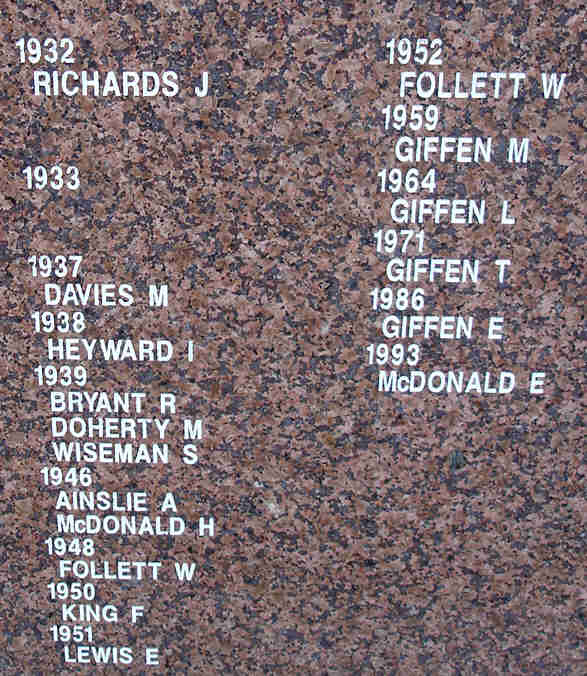 1932
RICHARDS J
1933
1937
DAVIES M
1938
HEYWARD I
1939
BRYANT R
DOHERTY M
WISEMAN S
1946
AINSLIE A
McDONALD H
1948
FOLLETT W
1950
KING F
1951
LEWIS E
1952
FOLLETT W
1959
GIFFEN M
1964
GIFFEN L
1971
GIFFEN T
1986
GIFFEN E
1993
McDONALD E